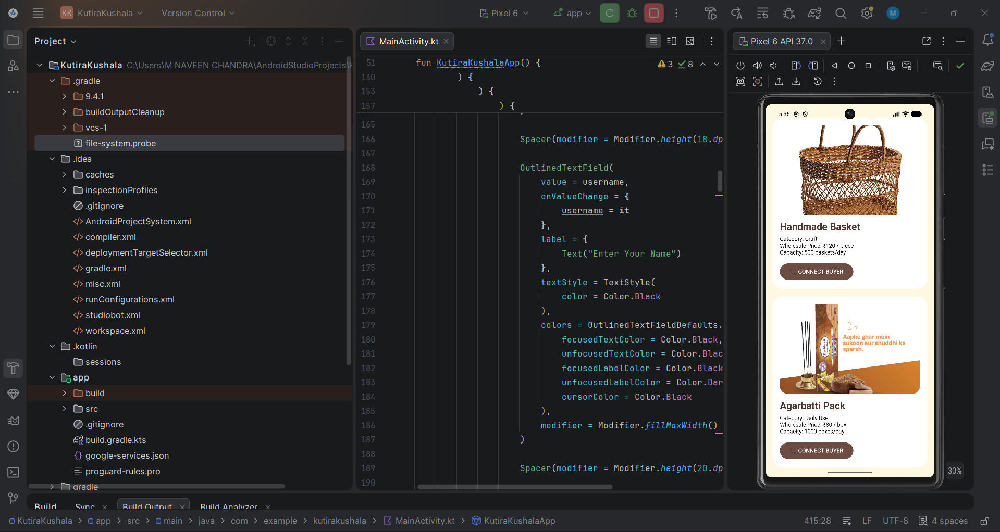 KK KutiraKushala Version Control Pixel 6 app M
Project
KutiraKushala C:\Users\M NAVEEN CHANDRA\AndroidStudioProjects\
.gradle
9.4.1
buildOutputCleanup
vcs-1
file-system.probe
.idea
caches
inspectionProfiles
.gitignore
AndroidProjectSystem.xml
compiler.xml
deploymentTargetSelector.xml
gradle.xml
misc.xml
runConfigurations.xml
studiobot.xml
workspace.xml
.kotlin
sessions
app
build
src
.gitignore
build.gradle.kts
google-services.json
proguard-rules.pro
gradle
MainActivity.kt
3 8
51 fun KutiraKushalaApp() {
130 ) {
153 ) {
157 ) {
165
166 Spacer(modifier = Modifier.height(18.dp
167
168 OutlinedTextField(
169 value = username,
170 onValueChange = {
171 username = it
172 },
173 label = {
174 Text("Enter Your Name")
175 },
176 textStyle = TextStyle(
177 color = Color.Black
178 ),
179 colors = OutlinedTextFieldDefaults.
180 focusedTextColor = Color.Black,
181 unfocusedTextColor = Color.Blac
182 focusedLabelColor = Color.Black
183 unfocusedLabelColor = Color.Dar
184 cursorColor = Color.Black
185 ),
186 modifier = Modifier.fillMaxWidth()
187 )
188
189 Spacer(modifier = Modifier.height(20.dp
190
Pixel 6 API 37.0
5:36
Handmade Basket
Category: Craft
Wholesale Price: ₹120 / piece
Capacity: 500 baskets/day
📞 CONNECT BUYER
Aapke ghar mein
sukoon aur shuddhi ka
sparsh.
Agarbatti Pack
Category: Daily Use
Wholesale Price: ₹80 / box
Capacity: 1000 boxes/day
📞 CONNECT BUYER
30%
Build Sync Build Output Build Analyzer
KutiraKushala > app > src > main > java > com > example > kutirakushala > MainActivity.kt > KutiraKushalaApp
415:28 LF UTF-8 4 spaces